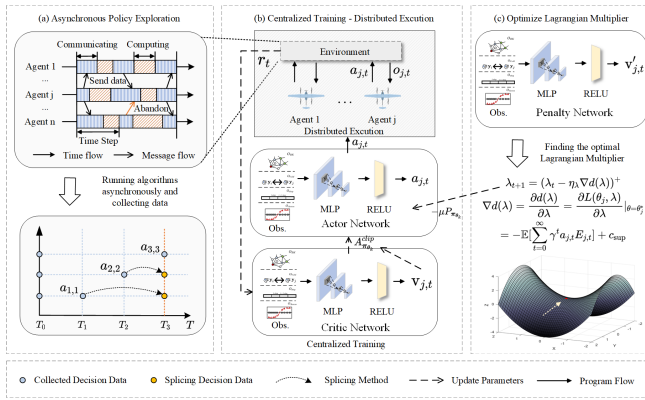 (a) Asynchronous Policy Exploration
Communicating
Computing
Agent 1
...
Send data
Agent j
...
Abandon
Agent n
Time Step
Time flow
Message flow
Running algorithms
asynchronously and
collecting data
a3,3
a2,2
a1,1
T0
T1
T2
T3
T
(b) Centralized Training - Distributed Excution
Environment
rt
aj,t
oj,t
...
Agent 1
Agent j
Distributed Excution
aj,t
MLP
RELU
aj,t
Obs.
Actor Network
MLP
RELU
vj,t
Obs.
Critic Network
Centralized Training
(c) Optimize Lagrangian Multiplier
v′j,t
MLP
RELU
Obs.
Penalty Network
Finding the optimal
Lagrangian Multiplier
λt+1 = (λt − ηλ∇d(λ))+
∇d(λ) = ∂d(λ)/∂λ = ∂L(θj, λ)/∂λ |θ=θ*j
= −𝔼[∑∞t=0 γt aj,t Ej,t] + csup
Collected Decision Data
Splicing Decision Data
Splicing Method
Update Parameters
Program Flow